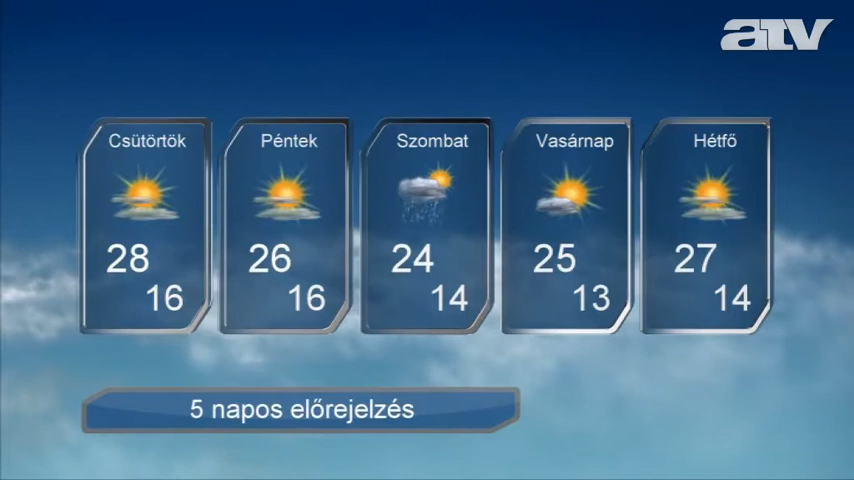 atv
Csütörtök
28
16
Péntek
26
16
Szombat
24
14
Vasárnap
25
13
Hétfő
27
14
5 napos előrejelzés